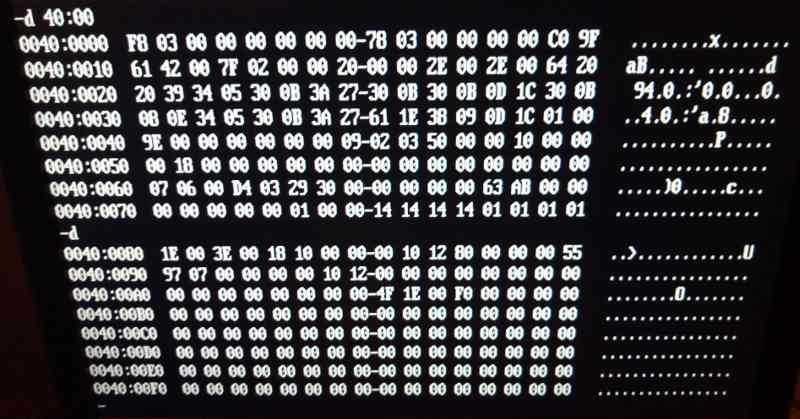 -d 40:00
0040:0000 F8 03 00 00 00 00 00 00-78 03 00 00 00 00 C0 9F ........x.......
0040:0010 61 42 00 7F 02 00 00 20-00 00 2E 00 2E 00 64 20 aB..... ......d
0040:0020 20 39 34 05 30 0B 3A 27-30 0B 30 0B 0D 1C 30 0B 94.0.:'0.0...0.
0040:0030 08 0E 34 05 30 0B 3A 27-61 1E 38 09 0D 1C 01 00 ..4.0.:'a.8.....
0040:0040 9E 00 00 00 00 00 09-02 03 50 00 00 10 00 00 ..........P.....
0040:0050 00 18 00 00 00 00 00 00-00 00 00 00 00 00 00 00 ................
0040:0060 07 06 00 D4 03 29 30 00-00 00 00 00 63 AB 00 00 .....)0.....c...
0040:0070 00 00 00 00 00 01 00 00-14 14 14 14 01 01 01 01 ................
-d
0040:0080 1E 00 3E 00 18 10 00 00-00 10 12 80 00 00 00 55 ..>............U
0040:0090 97 07 00 00 00 00 10 12-00 00 00 00 00 00 00 00 ................
0040:00A0 00 00 00 00 00 00 00 00-4F 1E 00 F0 00 00 00 00 ........O.......
0040:00B0 00 00 00 00 00 00 00 00-00 00 00 00 00 00 00 00 ................
0040:00C0 00 00 00 00 00 00 00 00-00 00 00 00 00 00 00 00 ................
0040:00D0 00 00 00 00 00 00 00 00-00 00 00 00 00 00 00 00 ................
0040:00E0 00 00 00 00 00 00 00 00-00 00 00 00 00 00 00 00 ................
0040:00F0 00 00 00 00 00 00 00 00-00 00 00 00 00 00 00 00 ................
-